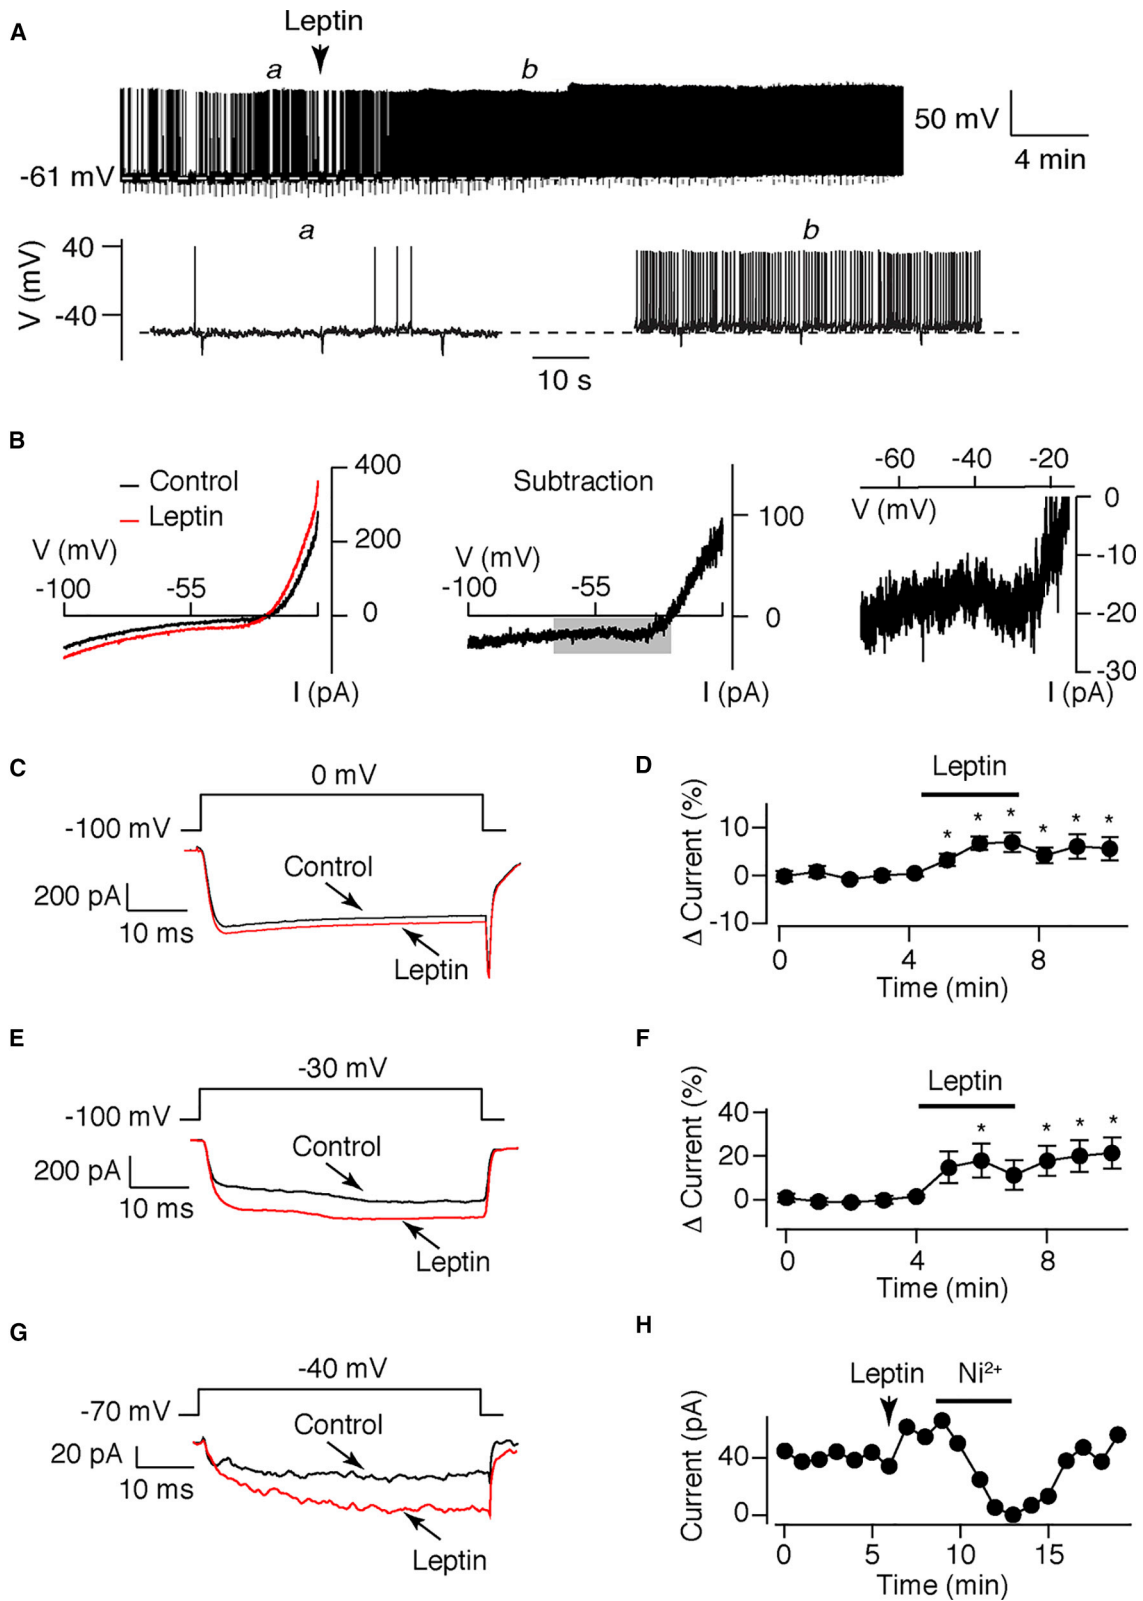 A
Leptin
a
b
50 mV
4 min
-61 mV
a
b
V (mV)
40
-40
10 s
B
Control
Leptin
V (mV)
-100
-55
400
200
0
I (pA)
Subtraction
V (mV)
-100
-55
100
0
I (pA)
-60
-40
-20
V (mV)
0
-10
-20
-30
I (pA)
C
0 mV
-100 mV
200 pA
10 ms
Control
Leptin
D
Leptin
Δ Current (%)
10
0
-10
* * * * * *
0
4
8
Time (min)
E
-30 mV
-100 mV
200 pA
10 ms
Control
Leptin
F
Leptin
Δ Current (%)
40
20
0
* * * *
0
4
8
Time (min)
G
-40 mV
-70 mV
20 pA
10 ms
Control
Leptin
H
Leptin
Ni²⁺
Current (pA)
40
0
0
5
10
15
Time (min)